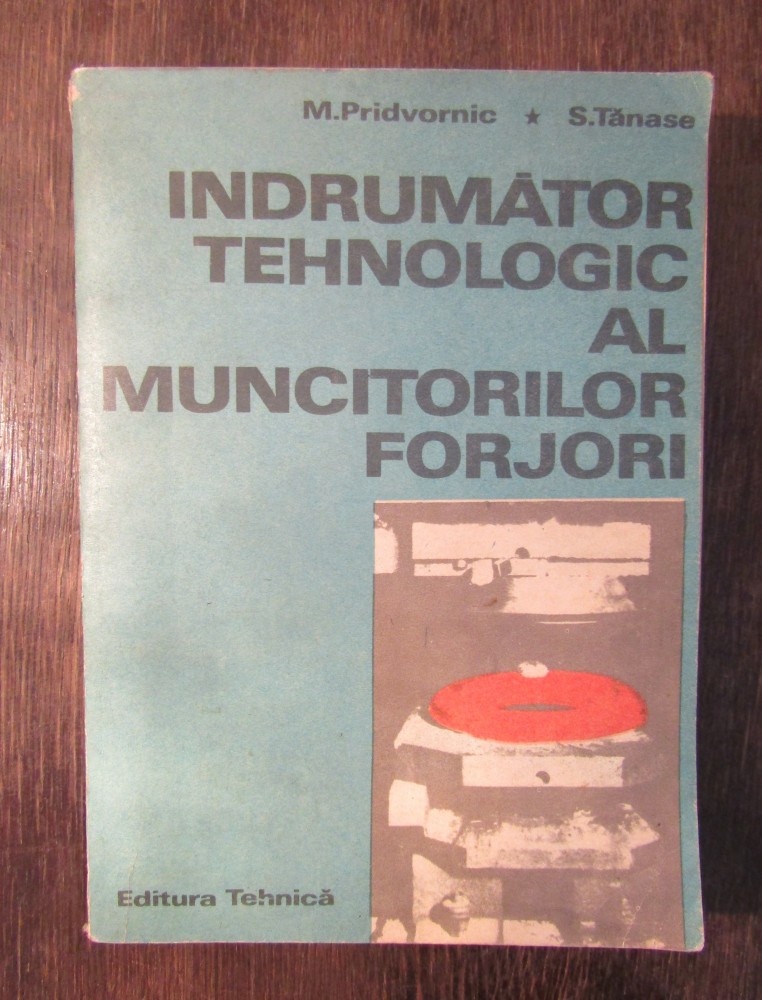 M.Pridvornic ★ S.Tănase
INDRUMĂTOR
TEHNOLOGIC
AL
MUNCITORILOR
FORJORI
Editura Tehnică